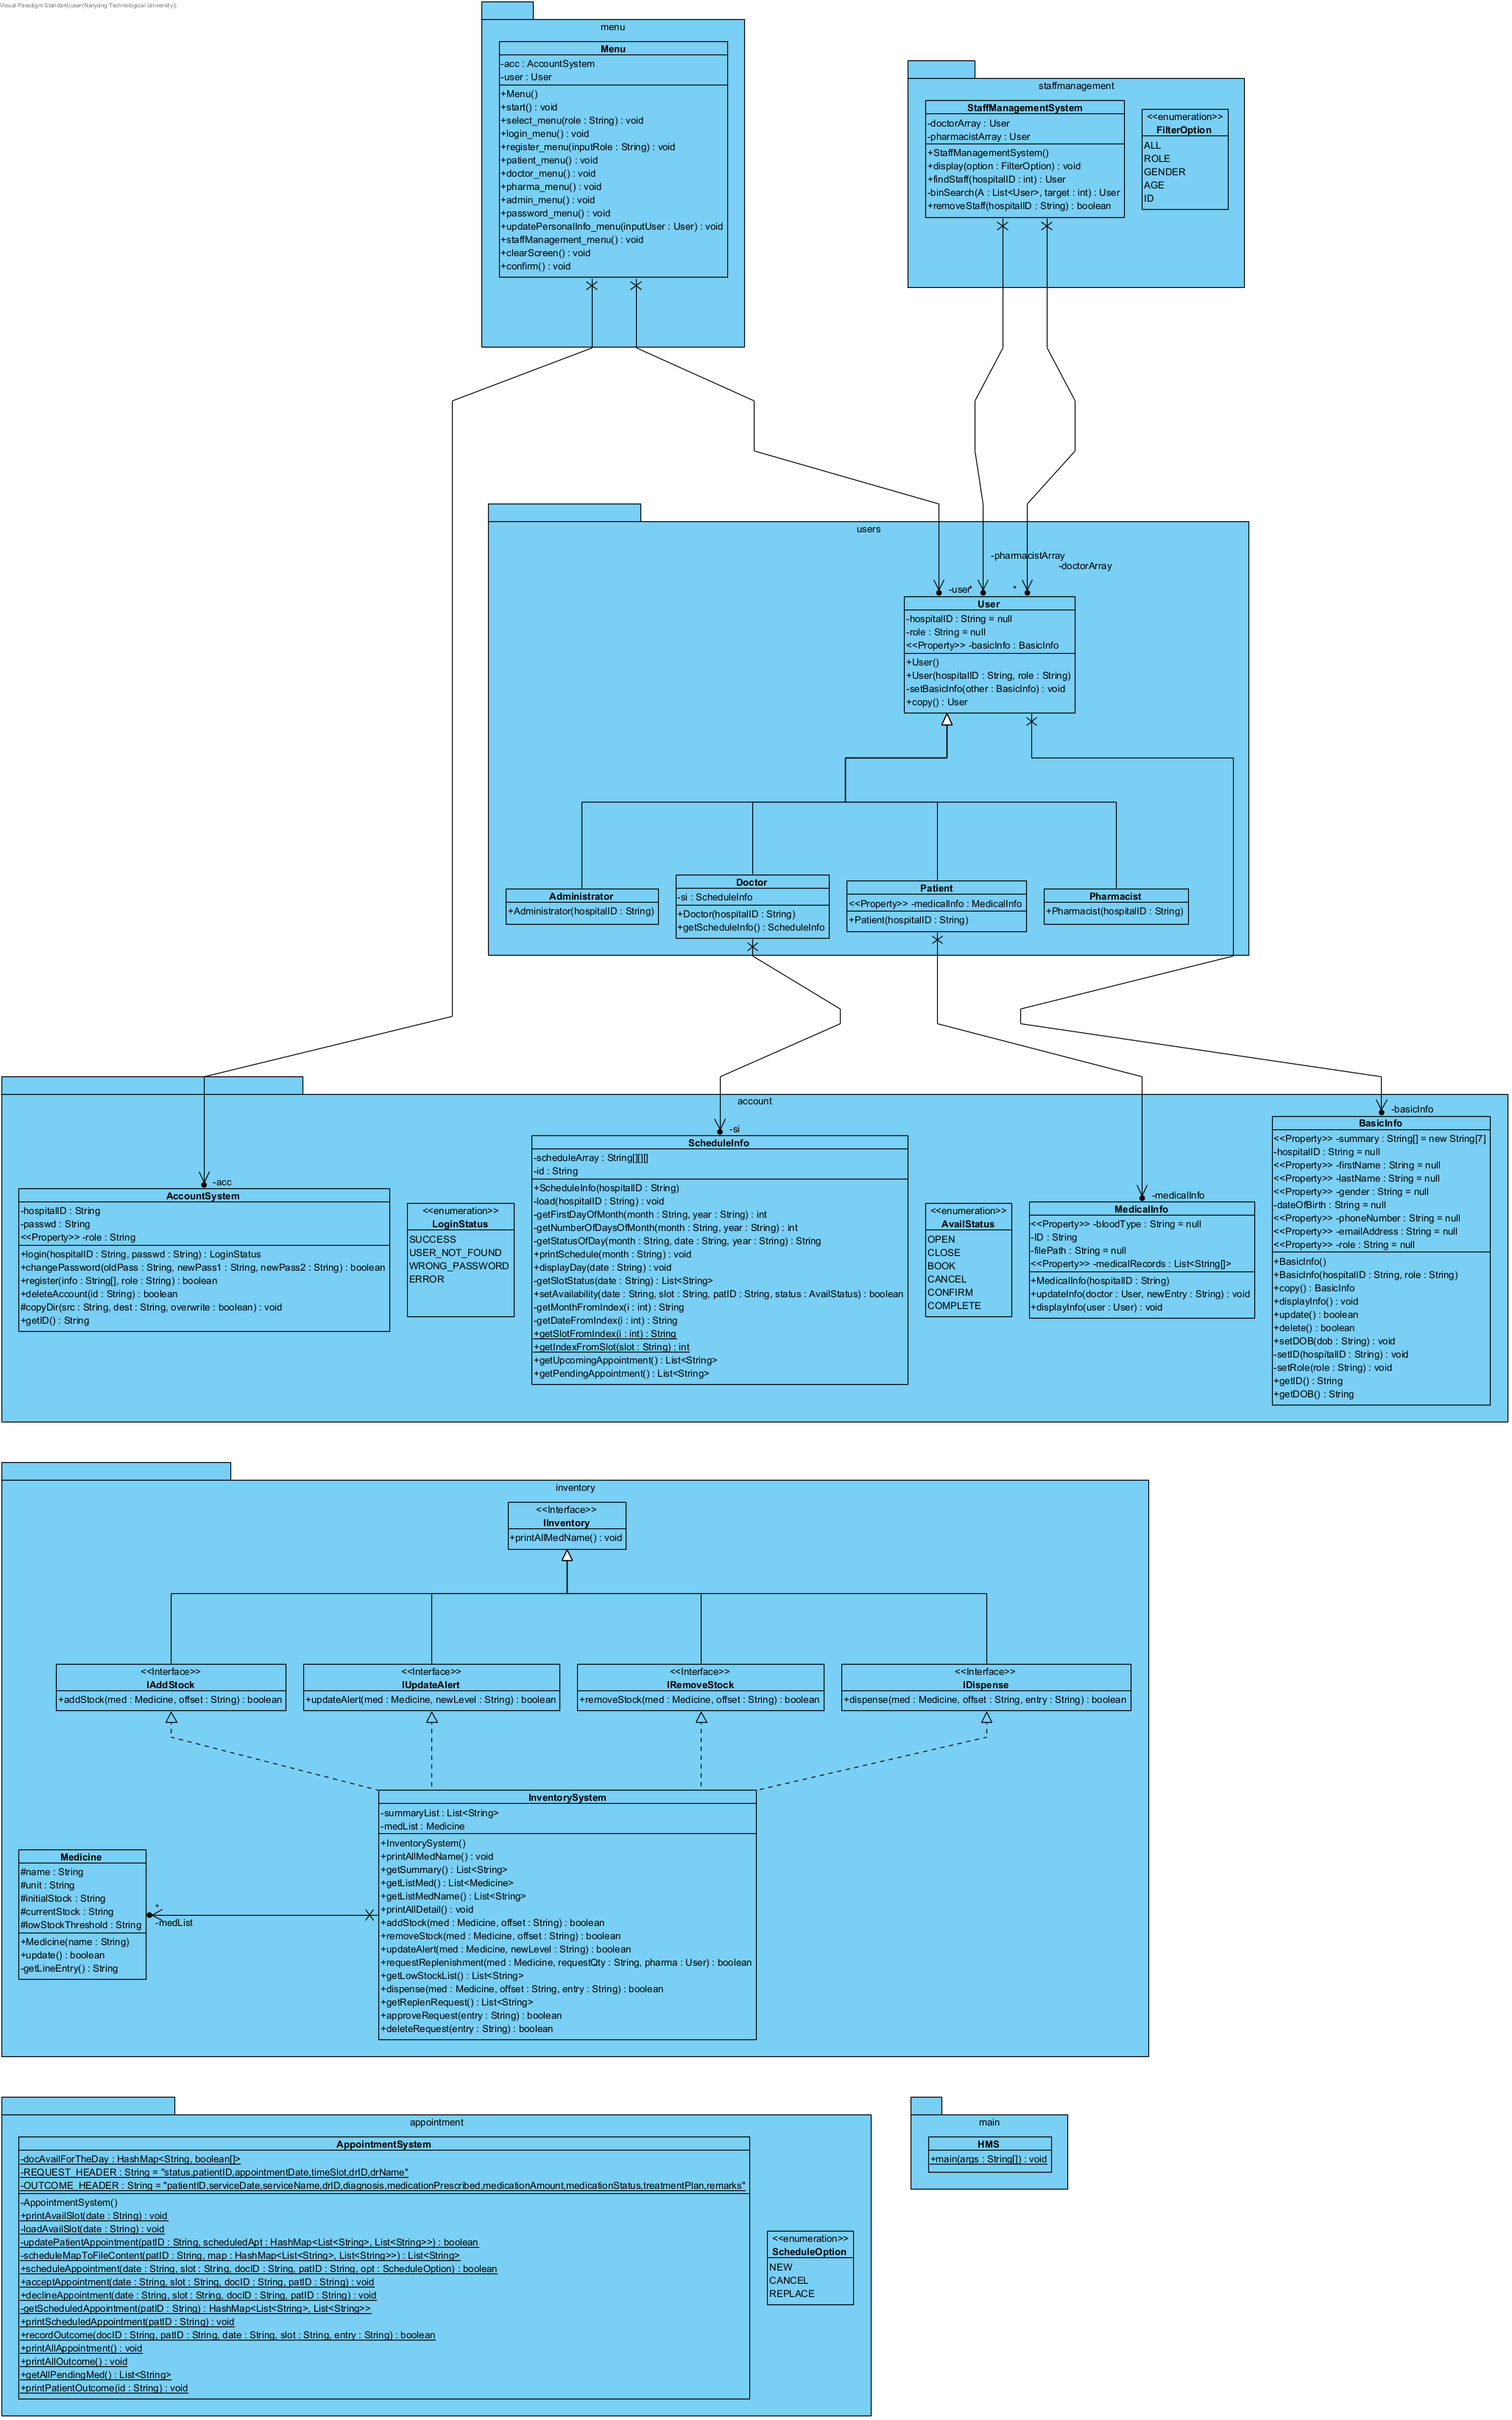 Visual Paradigm Standard(user(Nanyang Technological University))
menu
Menu
-acc : AccountSystem
-user : User
+Menu()
+start() : void
+select_menu(role : String) : void
+login_menu() : void
+register_menu(inputRole : String) : void
+patient_menu() : void
+doctor_menu() : void
+pharma_menu() : void
+admin_menu() : void
+password_menu() : void
+updatePersonalInfo_menu(inputUser : User) : void
+staffManagement_menu() : void
+clearScreen() : void
+confirm() : void
staffmanagement
StaffManagementSystem
-doctorArray : User
-pharmacistArray : User
+StaffManagementSystem()
+display(option : FilterOption) : void
+findStaff(hospitalID : int) : User
-binSearch(A : List<User>, target : int) : User
+removeStaff(hospitalID : String) : boolean
<<enumeration>>
FilterOption
ALL
ROLE
GENDER
AGE
ID
users
-pharmacistArray
-doctorArray
-user
*
*
User
-hospitalID : String = null
-role : String = null
<<Property>> -basicInfo : BasicInfo
+User()
+User(hospitalID : String, role : String)
-setBasicInfo(other : BasicInfo) : void
+copy() : User
Administrator
+Administrator(hospitalID : String)
Doctor
-si : ScheduleInfo
+Doctor(hospitalID : String)
+getScheduleInfo() : ScheduleInfo
Patient
<<Property>> -medicalInfo : MedicalInfo
+Patient(hospitalID : String)
Pharmacist
+Pharmacist(hospitalID : String)
account
-acc
AccountSystem
-hospitalID : String
-passwd : String
<<Property>> -role : String
+login(hospitalID : String, passwd : String) : LoginStatus
+changePassword(oldPass : String, newPass1 : String, newPass2 : String) : boolean
+register(info : String[], role : String) : boolean
+deleteAccount(id : String) : boolean
#copyDir(src : String, dest : String, overwrite : boolean) : void
+getID() : String
<<enumeration>>
LoginStatus
SUCCESS
USER_NOT_FOUND
WRONG_PASSWORD
ERROR
-si
ScheduleInfo
-scheduleArray : String[][][]
-id : String
+ScheduleInfo(hospitalID : String)
-load(hospitalID : String) : void
-getFirstDayOfMonth(month : String, year : String) : int
-getNumberOfDaysOfMonth(month : String, year : String) : int
-getStatusOfDay(month : String, date : String, year : String) : String
+printSchedule(month : String) : void
+displayDay(date : String) : void
-getSlotStatus(date : String) : List<String>
+setAvailability(date : String, slot : String, patID : String, status : AvailStatus) : boolean
-getMonthFromIndex(i : int) : String
-getDateFromIndex(i : int) : String
+getSlotFromIndex(i : int) : String
+getIndexFromSlot(slot : String) : int
+getUpcomingAppointment() : List<String>
+getPendingAppointment() : List<String>
<<enumeration>>
AvailStatus
OPEN
CLOSE
BOOK
CANCEL
CONFIRM
COMPLETE
-medicalInfo
MedicalInfo
<<Property>> -bloodType : String = null
-ID : String
-filePath : String = null
<<Property>> -medicalRecords : List<String[]>
+MedicalInfo(hospitalID : String)
+updateInfo(doctor : User, newEntry : String) : void
+displayInfo(user : User) : void
-basicInfo
BasicInfo
<<Property>> -summary : String[] = new String[7]
-hospitalID : String = null
<<Property>> -firstName : String = null
<<Property>> -lastName : String = null
<<Property>> -gender : String = null
-dateOfBirth : String = null
<<Property>> -phoneNumber : String = null
<<Property>> -emailAddress : String = null
<<Property>> -role : String = null
+BasicInfo()
+BasicInfo(hospitalID : String, role : String)
+copy() : BasicInfo
+displayInfo() : void
+update() : boolean
+delete() : boolean
+setDOB(dob : String) : void
-setID(hospitalID : String) : void
-setRole(role : String) : void
+getID() : String
+getDOB() : String
inventory
<<Interface>>
IInventory
+printAllMedName() : void
<<Interface>>
IAddStock
+addStock(med : Medicine, offset : String) : boolean
<<Interface>>
IUpdateAlert
+updateAlert(med : Medicine, newLevel : String) : boolean
<<Interface>>
IRemoveStock
+removeStock(med : Medicine, offset : String) : boolean
<<Interface>>
IDispense
+dispense(med : Medicine, offset : String, entry : String) : boolean
Medicine
#name : String
#unit : String
#initialStock : String
#currentStock : String
#lowStockThreshold : String
+Medicine(name : String)
+update() : boolean
-getLineEntry() : String
*
-medList
InventorySystem
-summaryList : List<String>
-medList : Medicine
+InventorySystem()
+printAllMedName() : void
+getSummary() : List<String>
+getListMed() : List<Medicine>
+getListMedName() : List<String>
+printAllDetail() : void
+addStock(med : Medicine, offset : String) : boolean
+removeStock(med : Medicine, offset : String) : boolean
+updateAlert(med : Medicine, newLevel : String) : boolean
+requestReplenishment(med : Medicine, requestQty : String, pharma : User) : boolean
+getLowStockList() : List<String>
+dispense(med : Medicine, offset : String, entry : String) : boolean
+getReplenRequest() : List<String>
+approveRequest(entry : String) : boolean
+deleteRequest(entry : String) : boolean
appointment
AppointmentSystem
-docAvailForTheDay : HashMap<String, boolean[]>
-REQUEST_HEADER : String = "status,patientID,appointmentDate,timeSlot,drID,drName"
-OUTCOME_HEADER : String = "patientID,serviceDate,serviceName,drID,diagnosis,medicationPrescribed,medicationAmount,medicationStatus,treatmentPlan,remarks"
-AppointmentSystem()
+printAvailSlot(date : String) : void
-loadAvailSlot(date : String) : void
-updatePatientAppointment(patID : String, scheduledApt : HashMap<List<String>, List<String>>) : boolean
-scheduleMapToFileContent(patID : String, map : HashMap<List<String>, List<String>>) : List<String>
+scheduleAppointment(date : String, slot : String, docID : String, patID : String, opt : ScheduleOption) : boolean
+acceptAppointment(date : String, slot : String, docID : String, patID : String) : void
+declineAppointment(date : String, slot : String, docID : String, patID : String) : void
-getScheduledAppointment(patID : String) : HashMap<List<String>, List<String>>
+printScheduledAppointment(patID : String) : void
+recordOutcome(docID : String, patID : String, date : String, slot : String, entry : String) : boolean
+printAllAppointment() : void
+printAllOutcome() : void
+getAllPendingMed() : List<String>
+printPatientOutcome(id : String) : void
<<enumeration>>
ScheduleOption
NEW
CANCEL
REPLACE
main
HMS
+main(args : String[]) : void